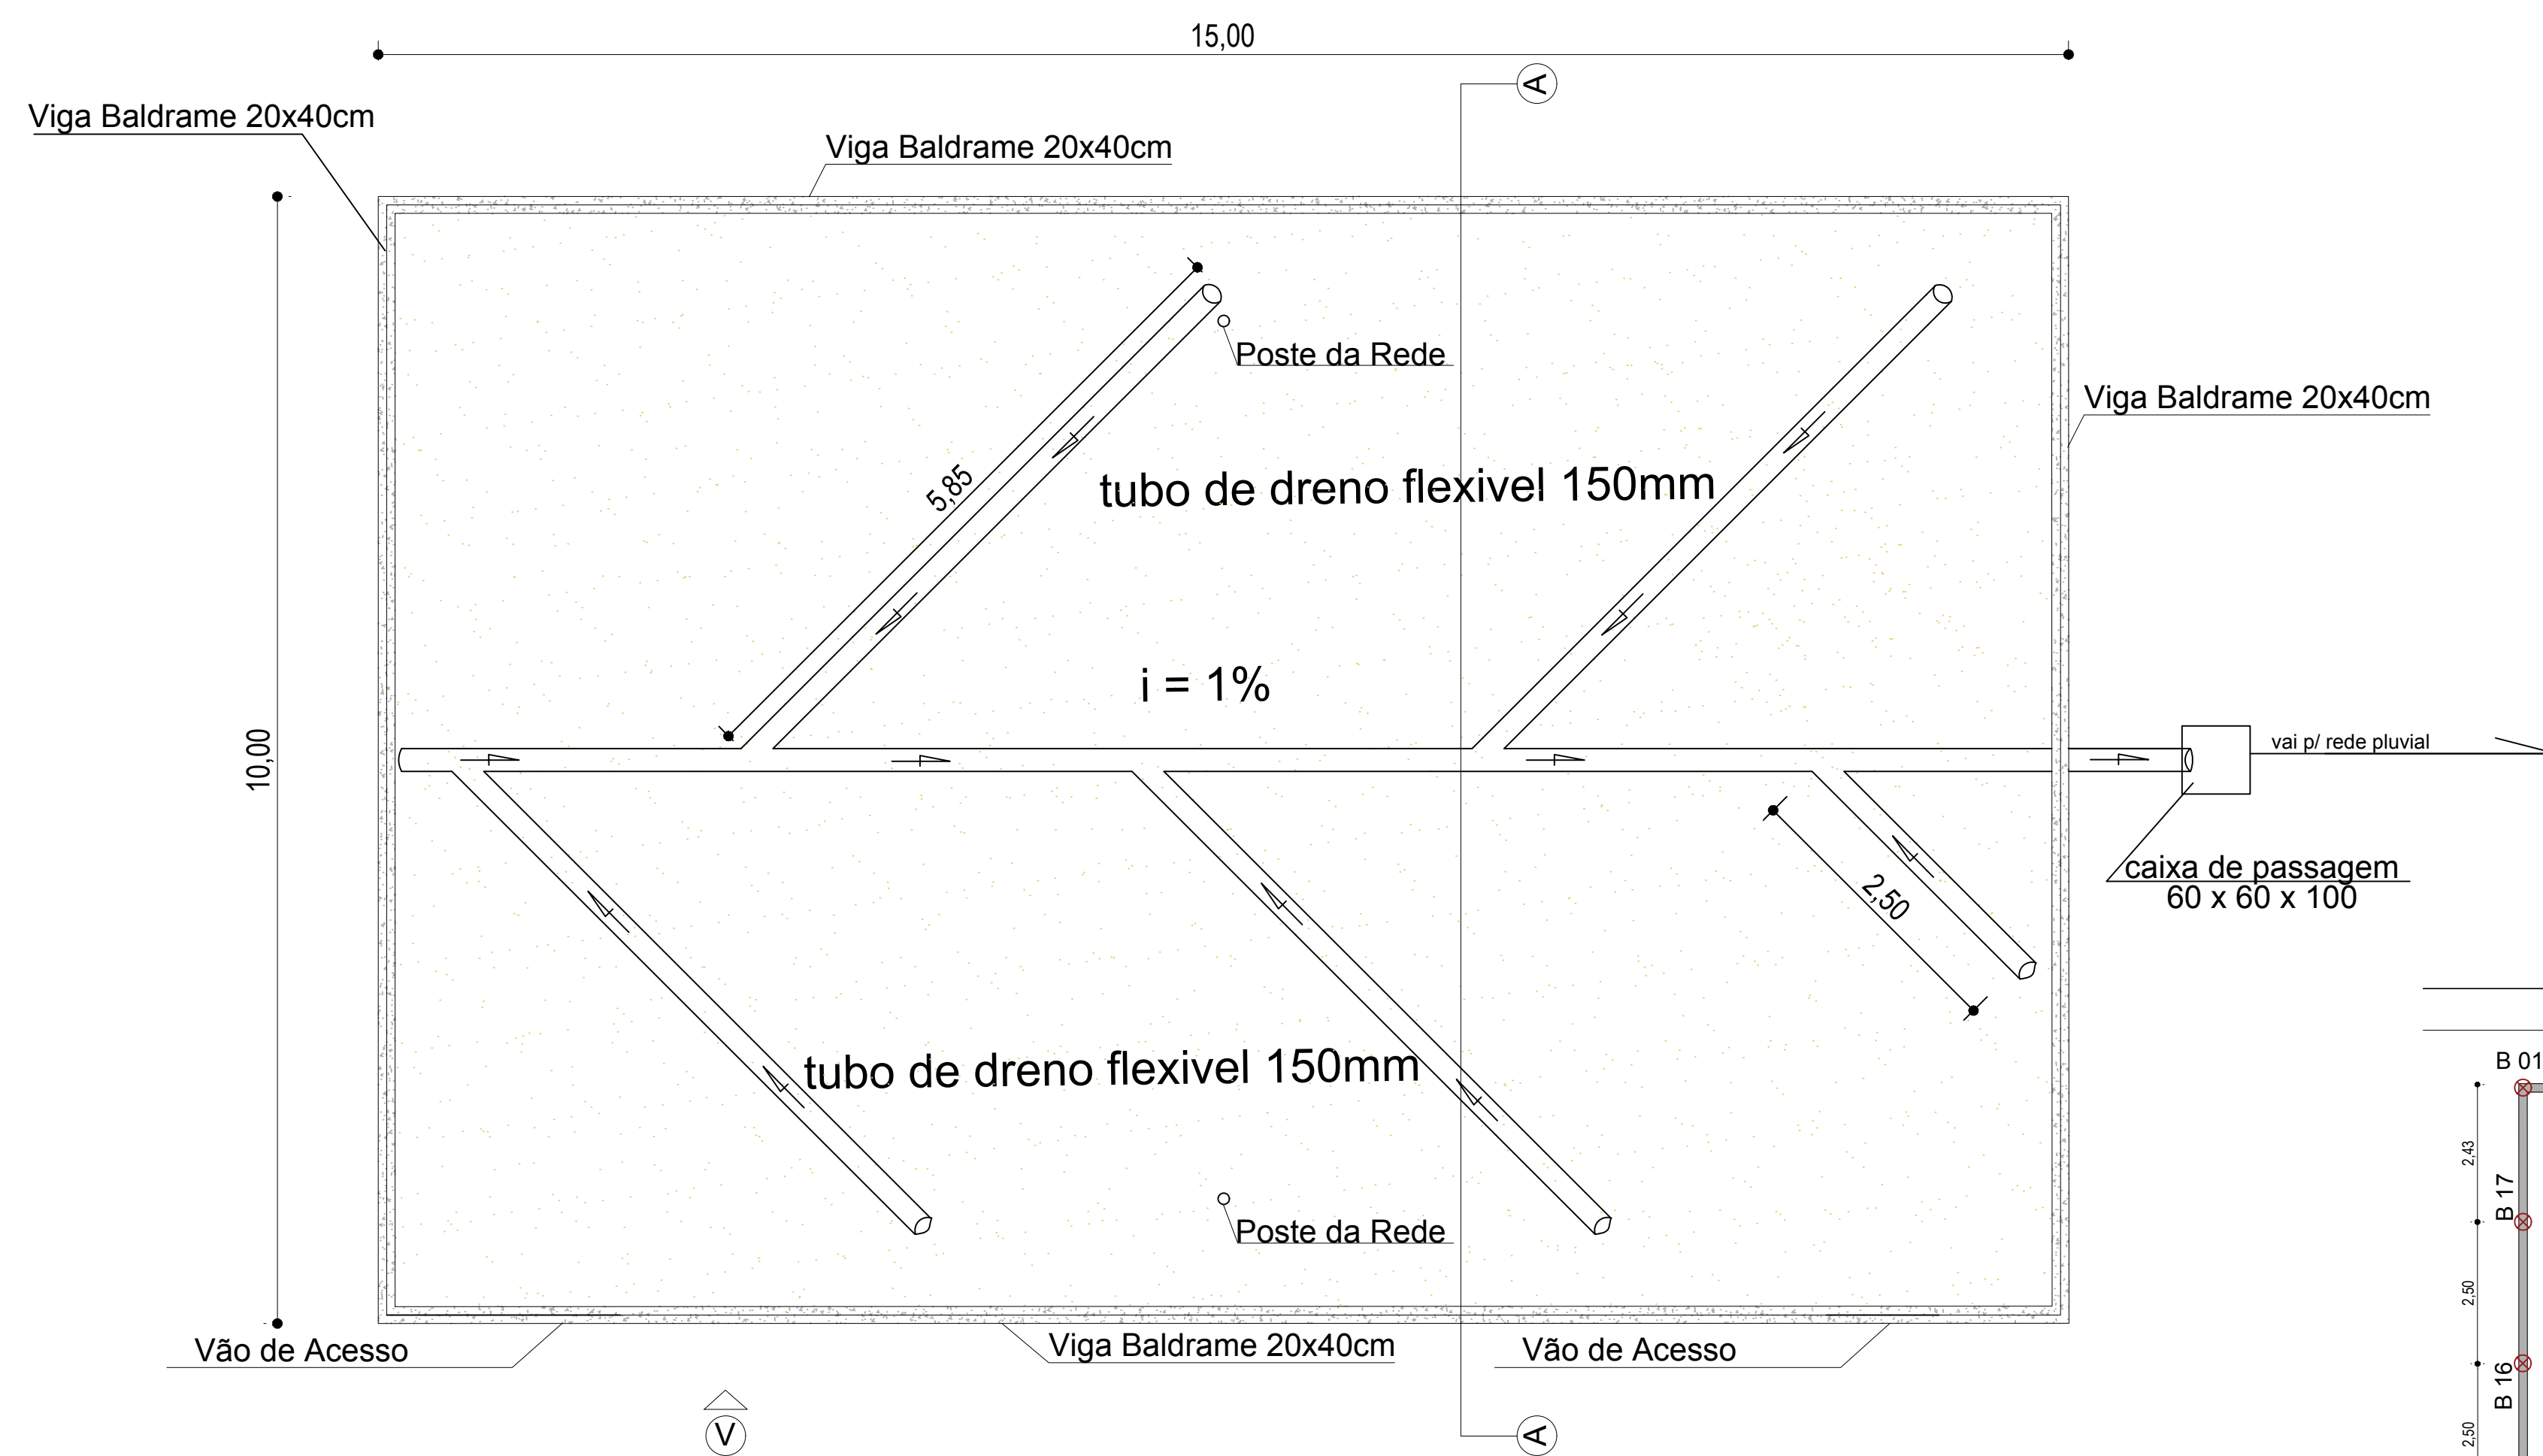 15,00
A
Viga Baldrame 20x40cm
Viga Baldrame 20x40cm
Poste da Rede
Viga Baldrame 20x40cm
5,85
tubo de dreno flexivel 150mm
i = 1%
10,00
vai p/ rede pluvial
caixa de passagem
60 x 60 x 100
2,50
B 01
tubo de dreno flexivel 150mm
2,43
B 17
Poste da Rede
2,50
Vão de Acesso
Viga Baldrame 20x40cm
Vão de Acesso
B 16
2,50
V
A